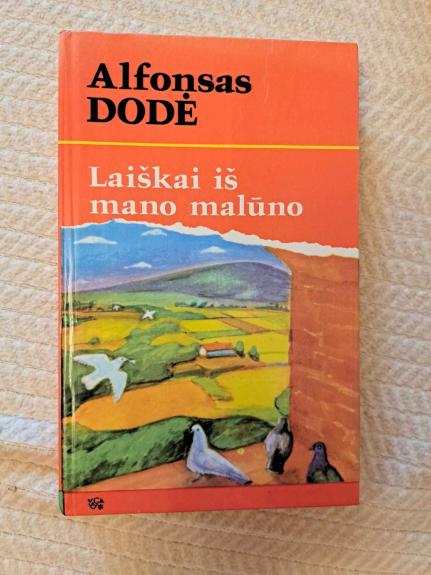 Alfonsas
DODĖ
Laiškai iš
mano malūno